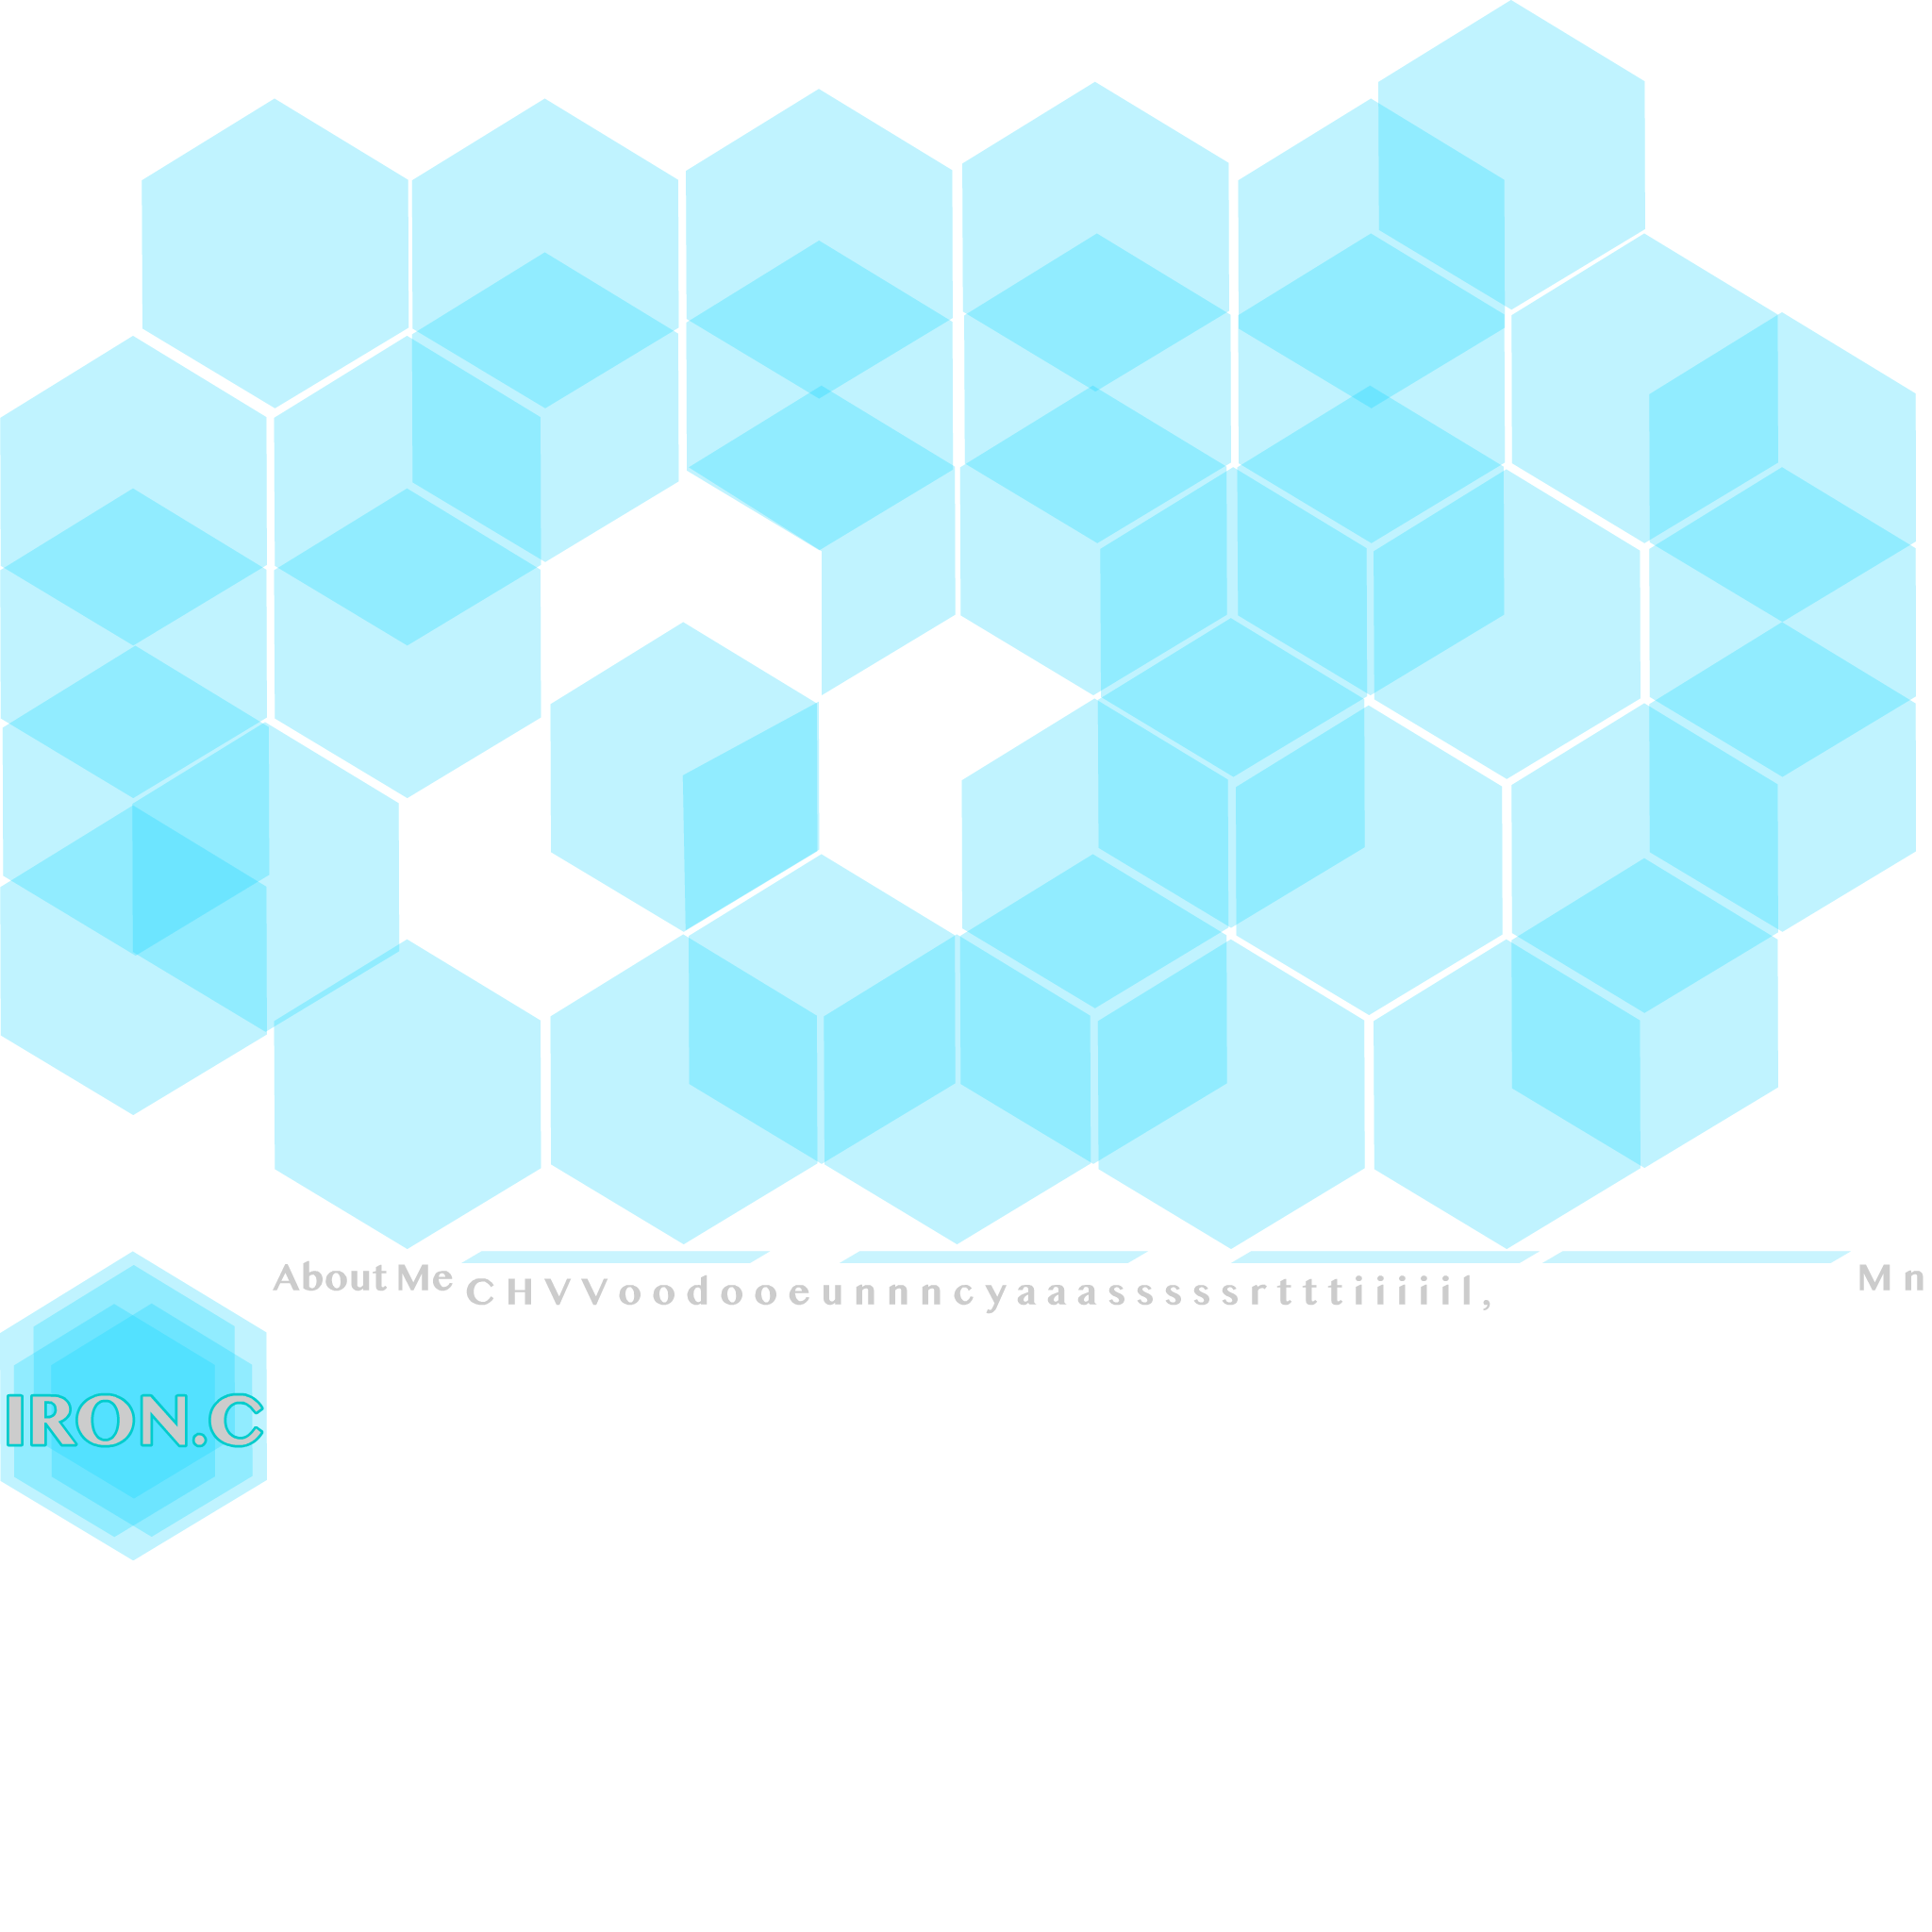 About Me
C H V V o o d o o e u n n n y c a a a s s s s s r t t t i i i i i l ,
M n
IRON.C